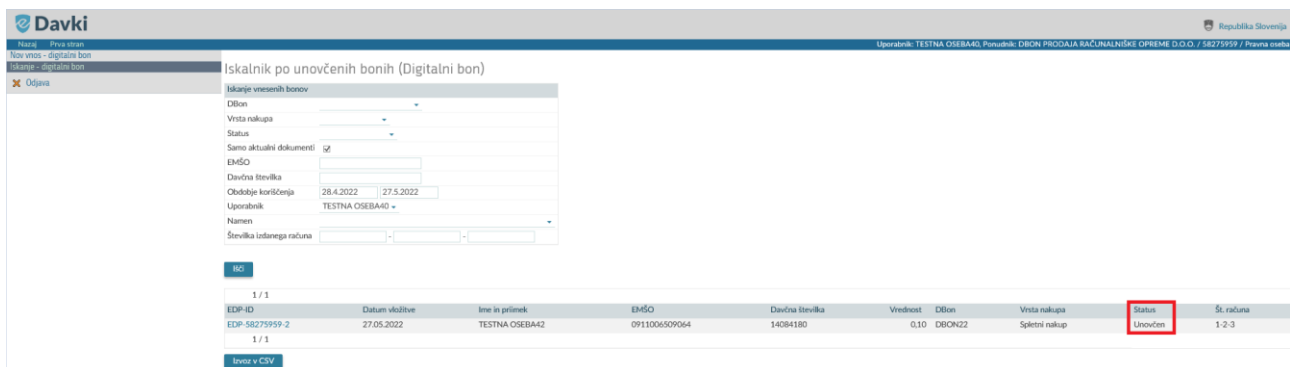 Davki
Republika Slovenija
Nazaj Prva stran
Uporabnik: TESTNA OSEBA40, Ponudnik: DBON PRODAJA RAČUNALNIŠKE OPREME D.O.O. / 58275959 / Pravna oseba
Nov vnos - digitalni bon
Iskanje - digitalni bon
Odjava
Iskalnik po unovčenih bonih (Digitalni bon)
Iskanje vnesenih bonov
DBon
Vrsta nakupa
Status
Samo aktualni dokumenti
EMŠO
Davčna številka
Obdobje koriščenja 28.4.2022 27.5.2022
Uporabnik TESTNA OSEBA40
Namen
Številka izdanega računa - -
Išči
1 / 1
EDP-ID Datum vložitve Ime in priimek EMŠO Davčna številka Vrednost DBon Vrsta nakupa Status Št. računa
EDP-58275959-2 27.05.2022 TESTNA OSEBA42 0911006509064 14084180 0,10 DBON22 Spletni nakup Unovčen 1-2-3
1 / 1
Izvoz v CSV